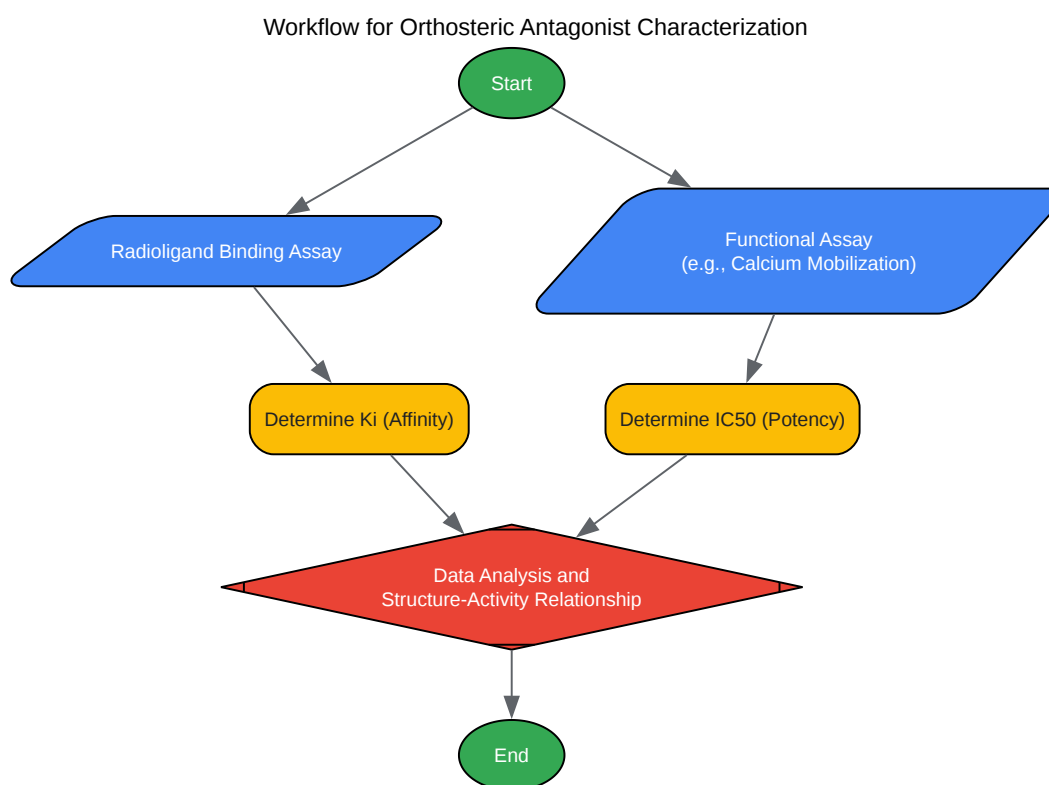 Workflow for Orthosteric Antagonist Characterization
Start
Radioligand Binding Assay
Functional Assay
(e.g., Calcium Mobilization)
Determine Ki (Affinity)
Determine IC50 (Potency)
Data Analysis and
Structure-Activity Relationship
End